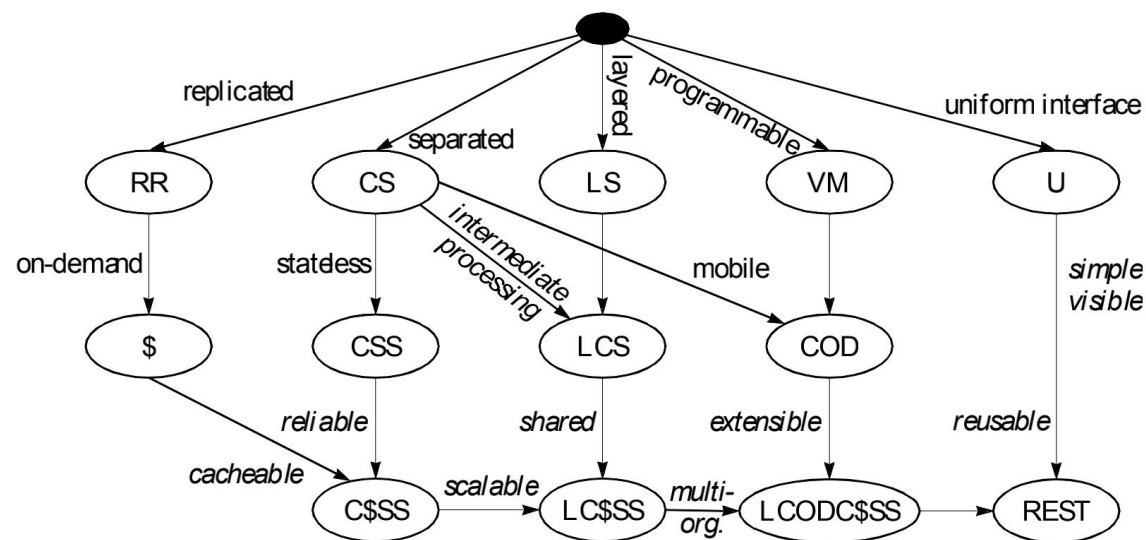 layered
programmable
replicated
uniform interface
separated
RR
CS
LS
VM
U
intermediate
processing
on-demand
stateless
mobile
simple
visible
$
CSS
LCS
COD
reliable
shared
extensible
reusable
cacheable
scalable
multi-
org.
C$SS
LC$SS
LCODC$SS
REST